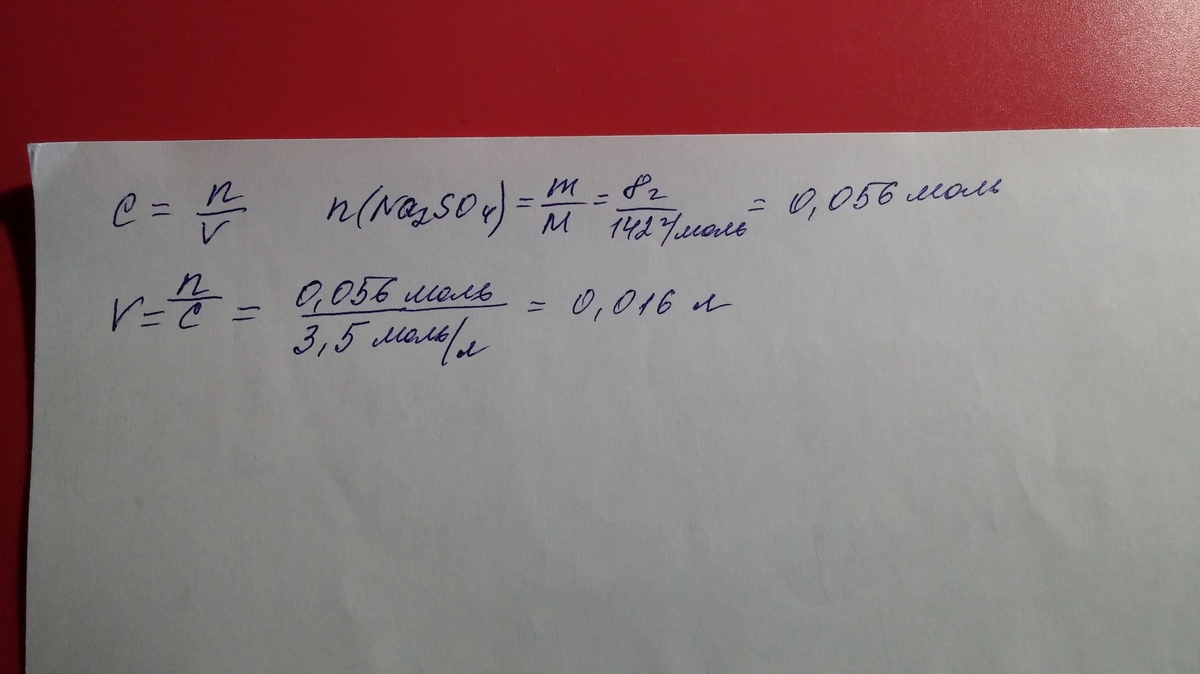 C = n/V n(Na₂SO₄) = m/M = 8г/142г/моль = 0,056 моль
V = n/C = 0,056 моль/3,5 моль/л = 0,016 л